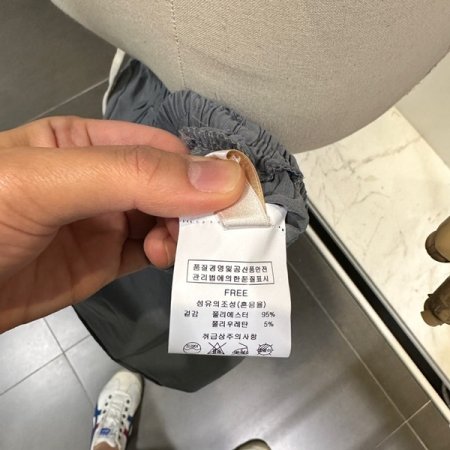 품질경영및공산품안전
관리법에의한품질표시
FREE
섬유의조성(혼용율)
겉감 폴리에스터 95%
폴리우레탄 5%
취급상주의사항